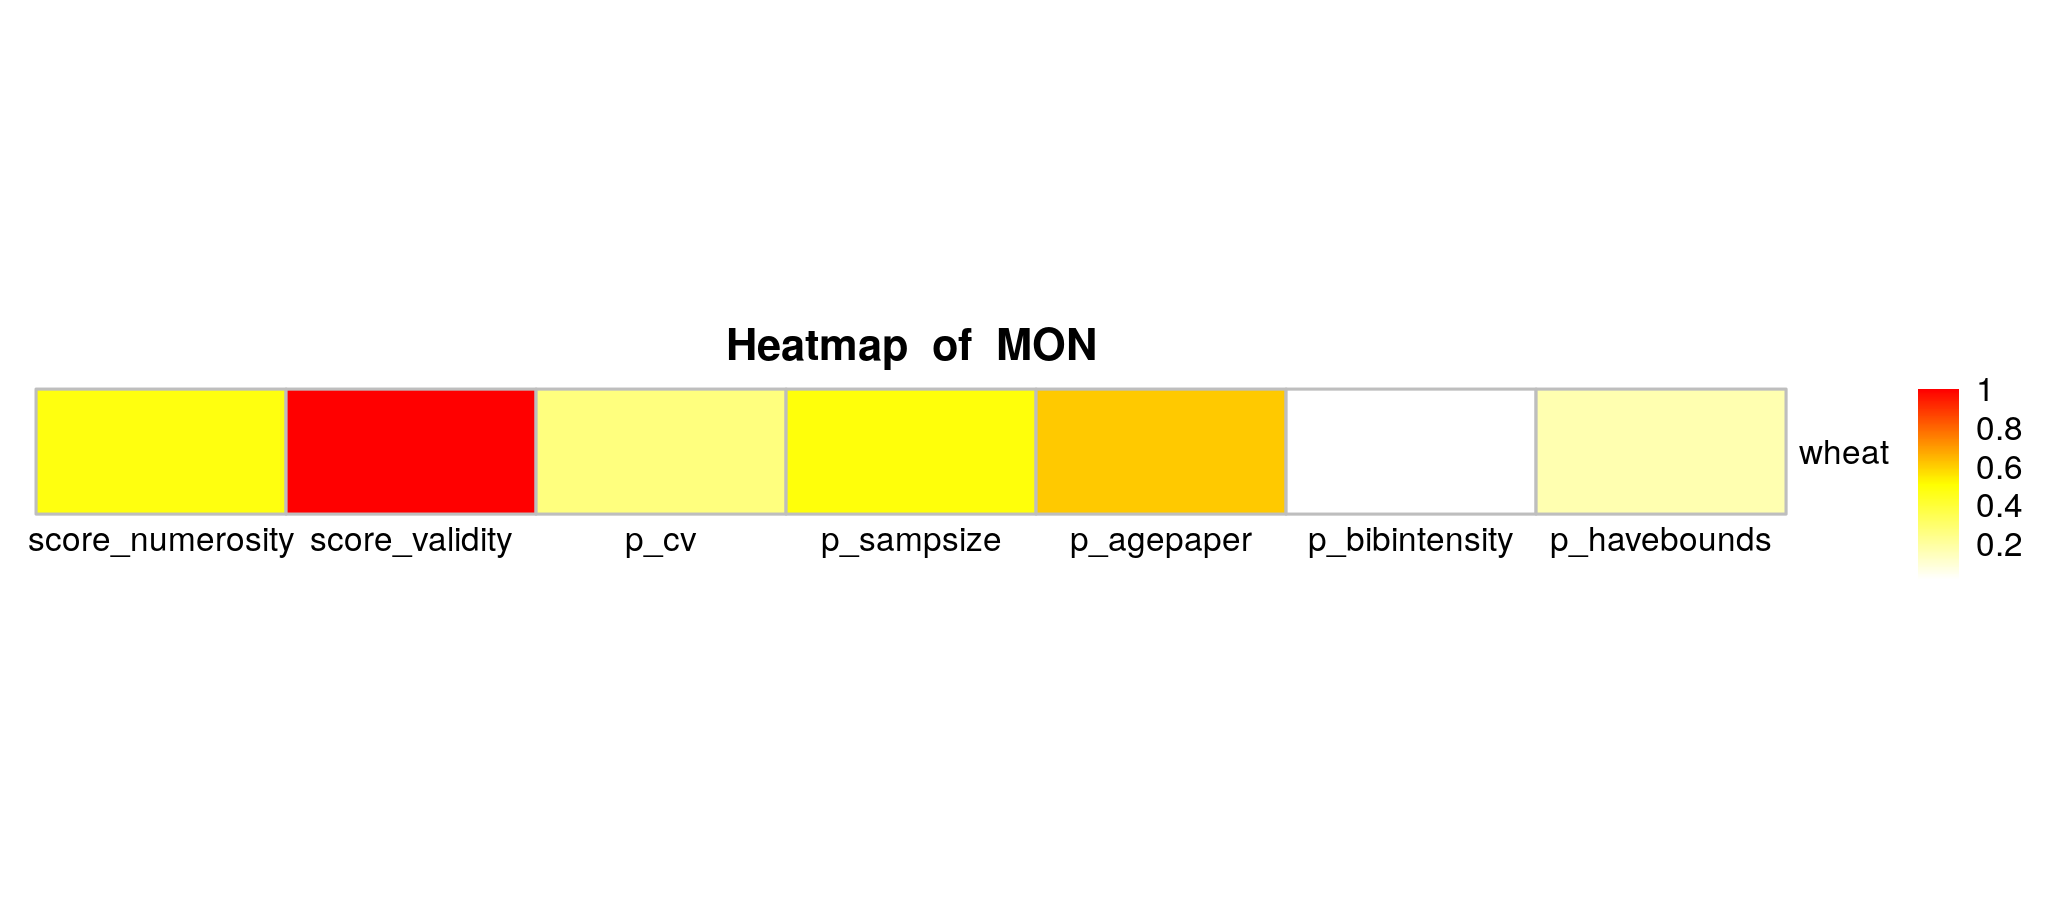 Heatmap of MON
score_numerosity score_validity p_cv p_sampsize p_agepaper p_bibintensity p_havebounds
wheat
1
0.8
0.6
0.4
0.2